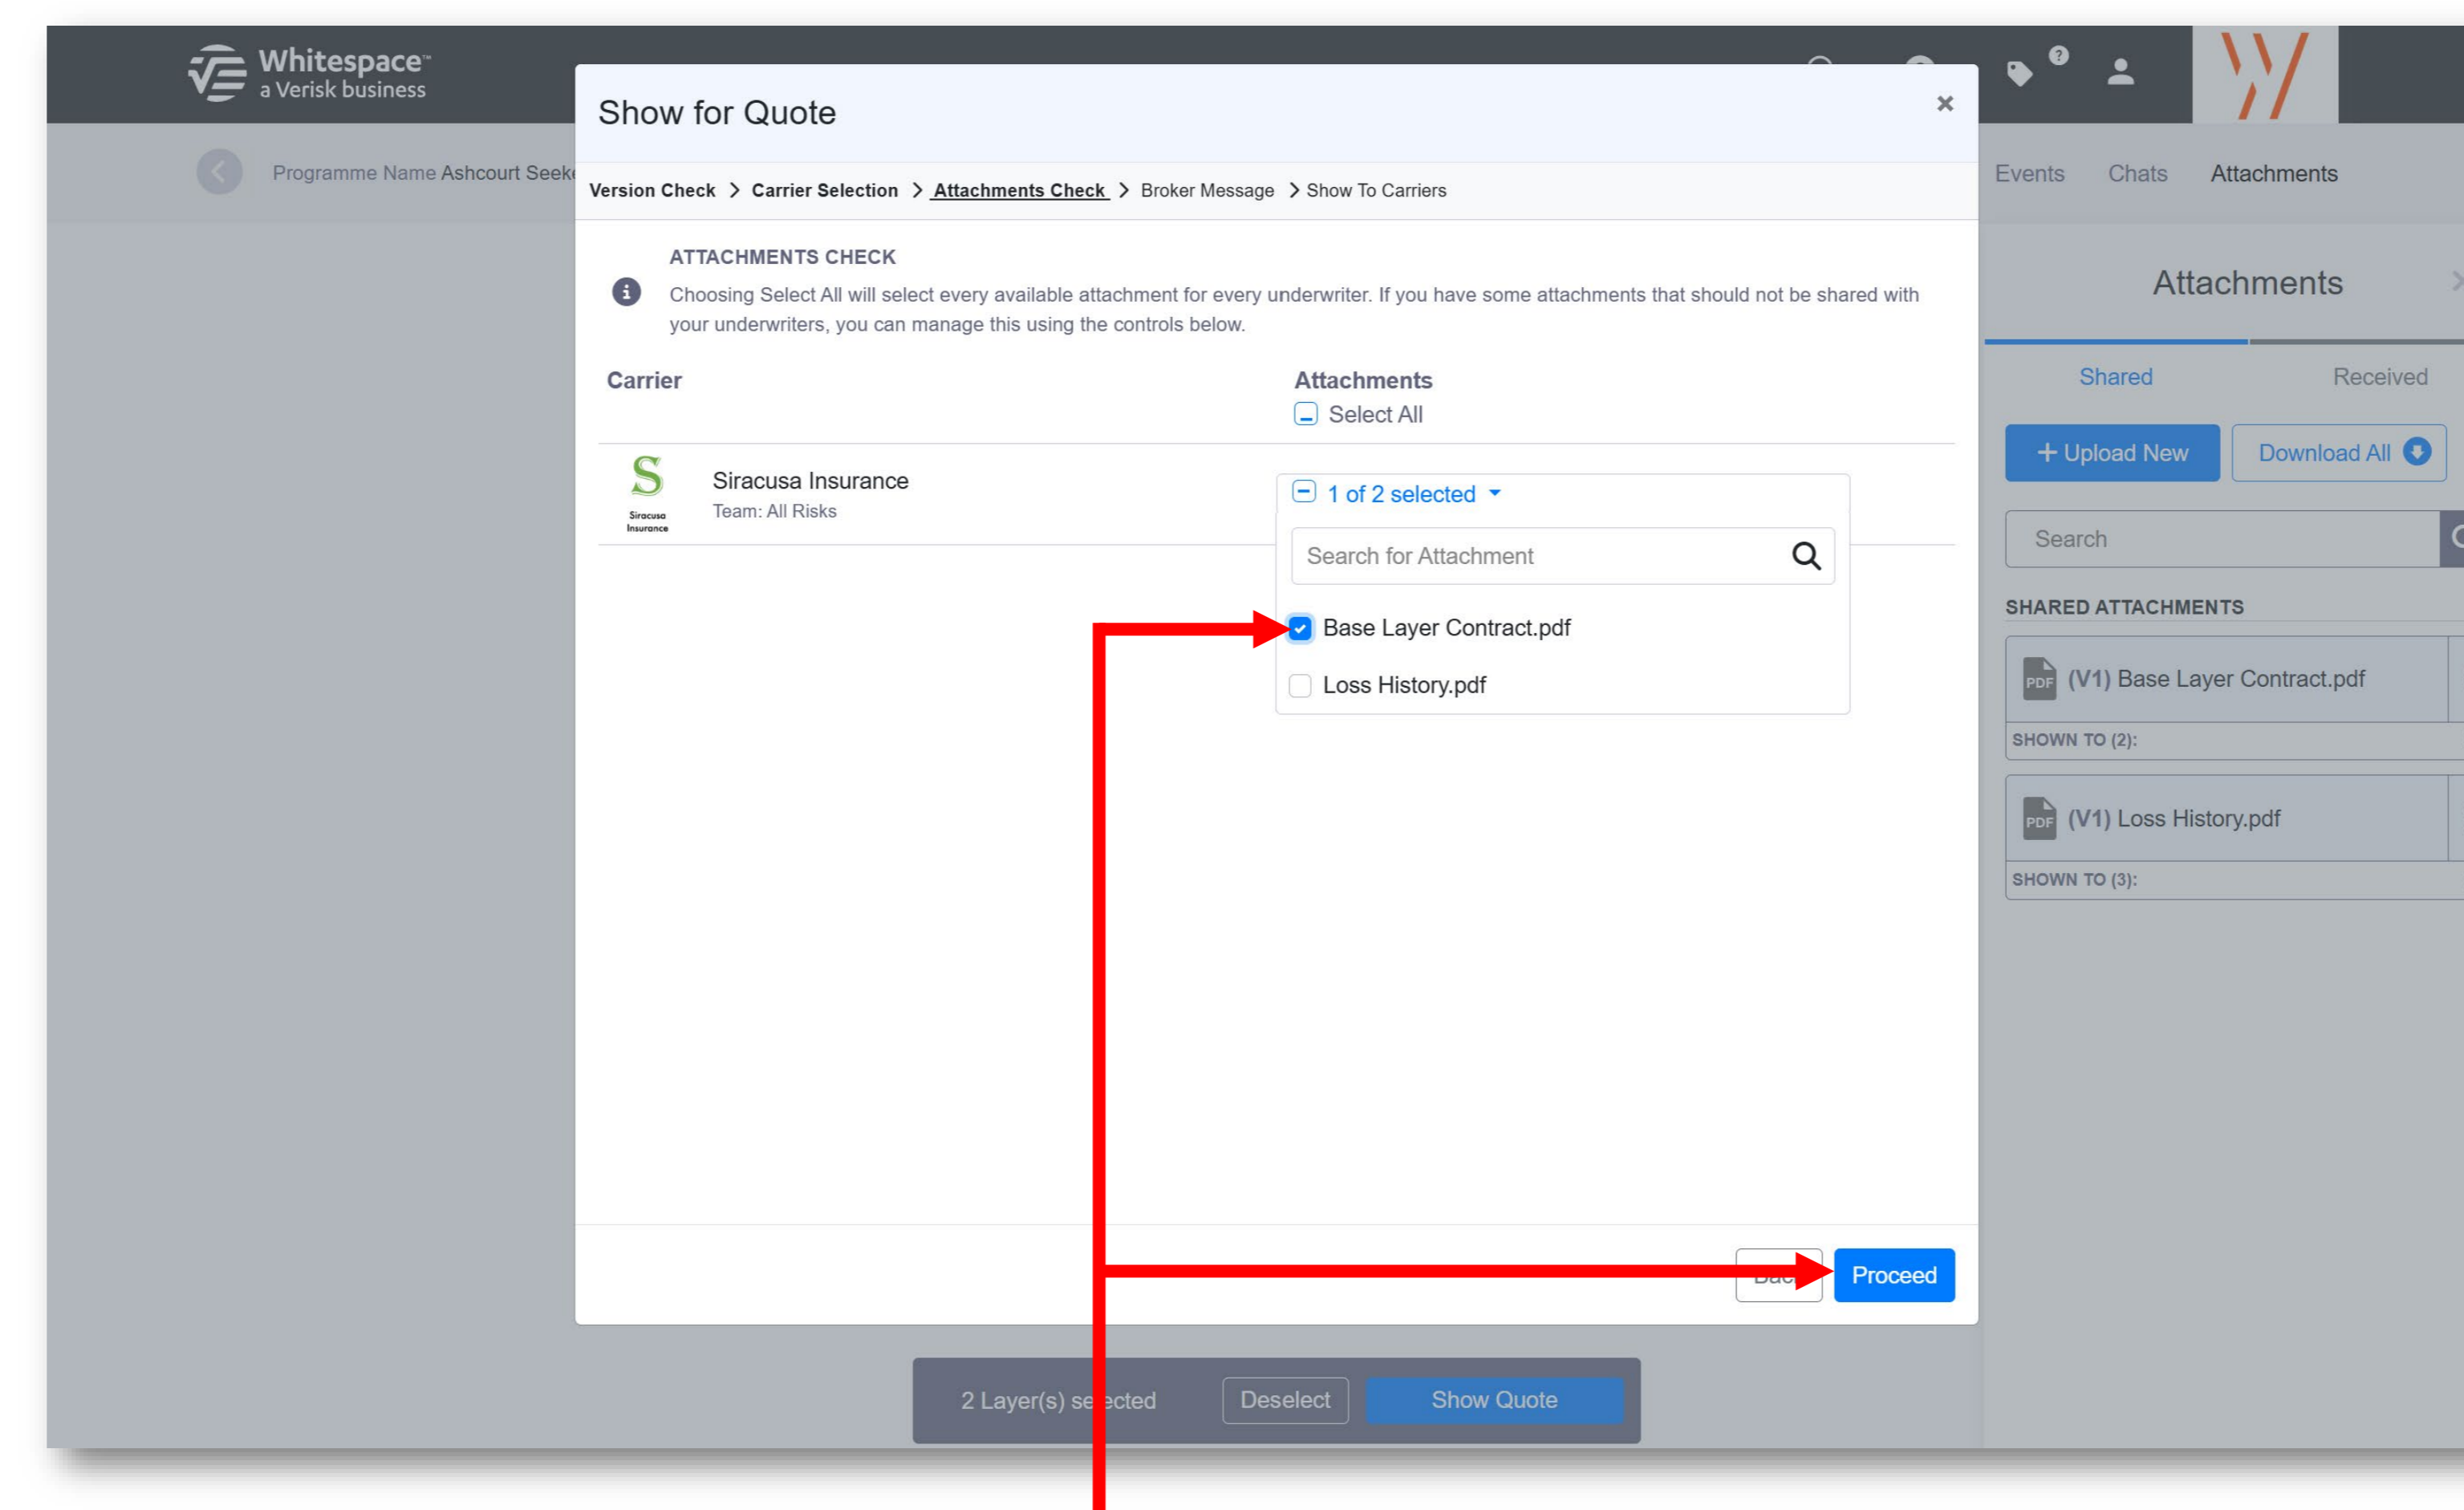 Whitespace™
a Verisk business
Programme Name Ashcourt
Events Chats Attachments
Show for Quote
Version Check > Carrier Selection > Attachments Check > Broker Message > Show To Carriers
ATTACHMENTS CHECK
Choosing Select All will select every available attachment for every underwriter. If you have some attachments that should not be shared with
your underwriters, you can manage this using the controls below.
Carrier
Attachments
Select All
S
Siracusa
Insurance
Siracusa Insurance
Team: All Risks
1 of 2 selected
Search for Attachment
Base Layer Contract.pdf
Loss History.pdf
Proceed
2 Layer(s) selected
Deselect
Show Quote
Attachments
Shared
Received
+ Upload New
Download All
Search
SHARED ATTACHMENTS
PDF (V1) Base Layer Contract.pdf
SHOWN TO (2):
PDF (V1) Loss History.pdf
SHOWN TO (3):